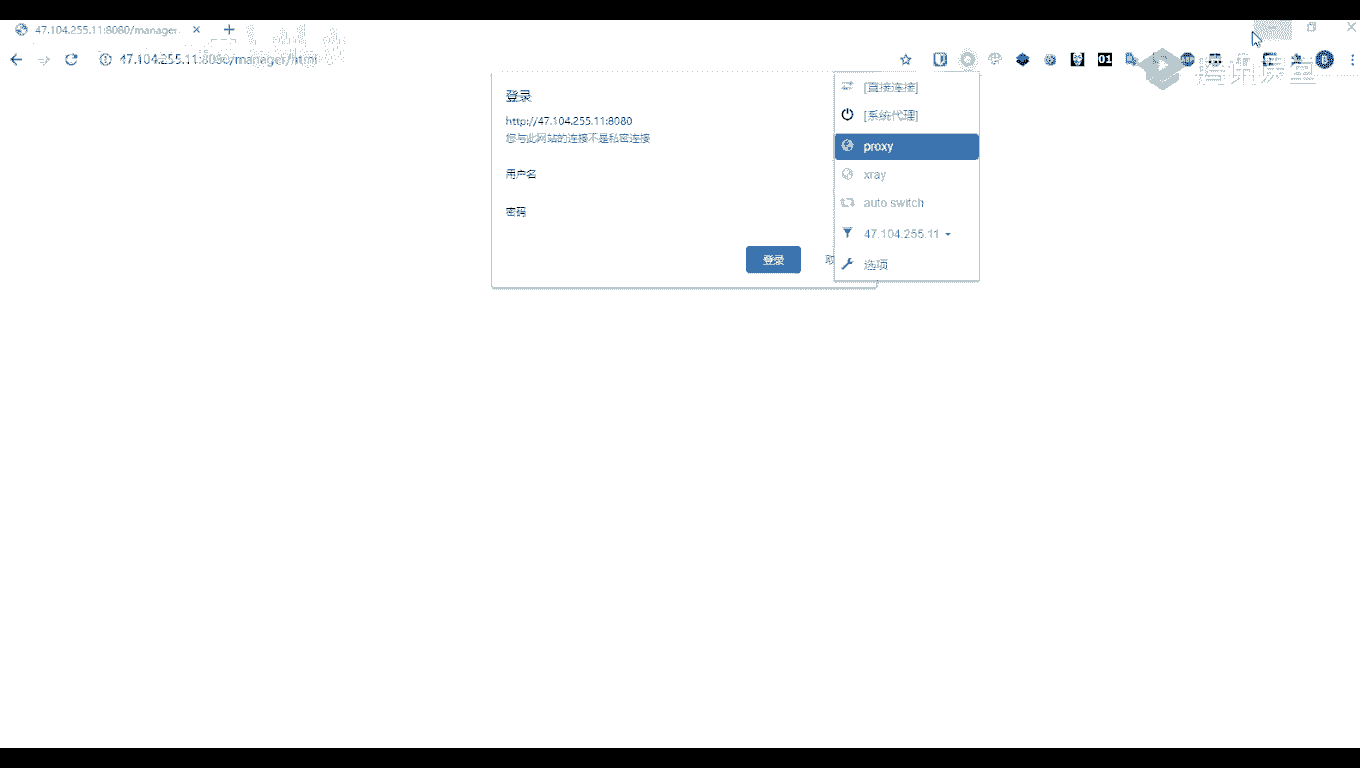 47.104.255.11:8080/manager
47.104.255.11:8080/manager/html
01
登录
http://47.104.255.11:8080
您与此网站的连接不是私密连接
用户名
密码
登录
取
[直接连接]
[系统代理]
proxy
xray
auto switch
47.104.255.11
选项
腾讯课堂